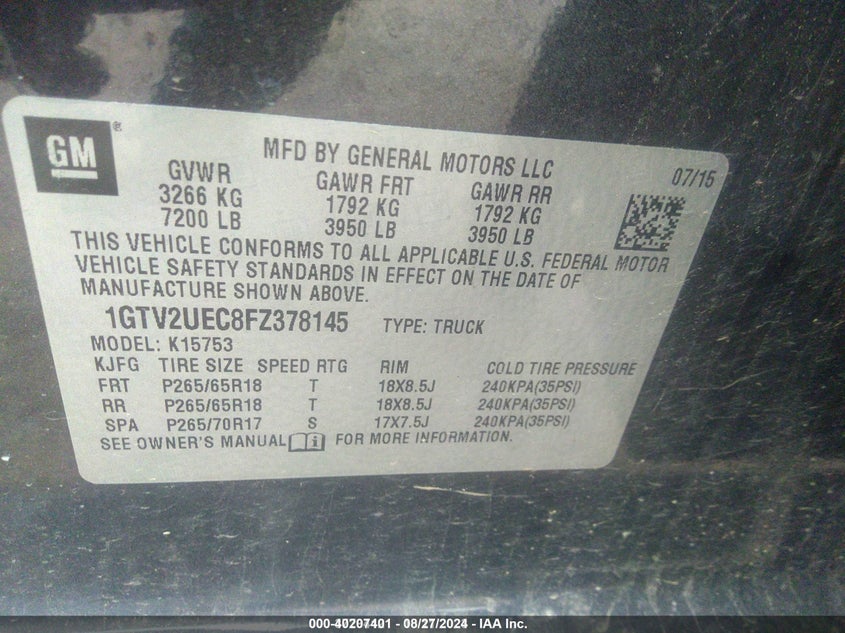 GM
MFD BY GENERAL MOTORS LLC 07/15
GVWR GAWR FRT GAWR RR
3266 KG 1792 KG 1792 KG
7200 LB 3950 LB 3950 LB
THIS VEHICLE CONFORMS TO ALL APPLICABLE U.S. FEDERAL MOTOR
VEHICLE SAFETY STANDARDS IN EFFECT ON THE DATE OF
MANUFACTURE SHOWN ABOVE.
1GTV2UEC8FZ378145 TYPE: TRUCK
MODEL: K15753
KJFG TIRE SIZE SPEED RTG RIM COLD TIRE PRESSURE
FRT P265/65R18 T 18X8.5J 240KPA(35PSI)
RR P265/65R18 T 18X8.5J 240KPA(35PSI)
SPA P265/70R17 S 17X7.5J 240KPA(35PSI)
SEE OWNER'S MANUAL i FOR MORE INFORMATION.
000-40207401 - 08/27/2024 - IAA Inc.